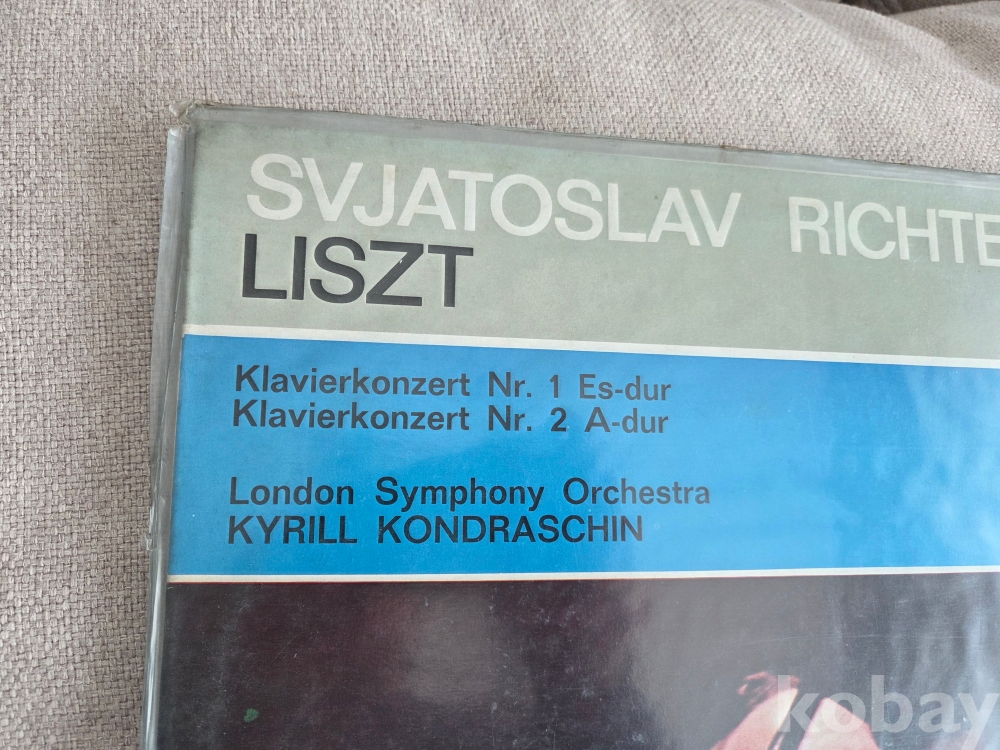 SVJATOSLAV RICHTE
LISZT
Klavierkonzert Nr. 1 Es-dur
Klavierkonzert Nr. 2 A-dur
London Symphony Orchestra
KYRILL KONDRASCHIN
kobay